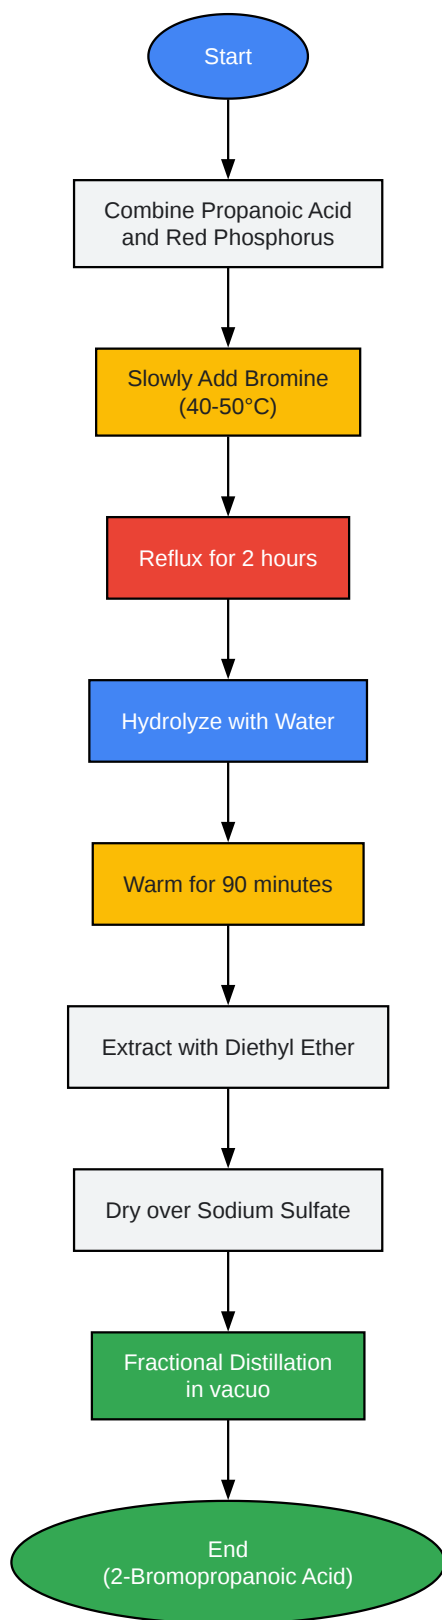 Start
Combine Propanoic Acid
and Red Phosphorus
Slowly Add Bromine
(40-50°C)
Reflux for 2 hours
Hydrolyze with Water
Warm for 90 minutes
Extract with Diethyl Ether
Dry over Sodium Sulfate
Fractional Distillation
in vacuo
End
(2-Bromopropanoic Acid)